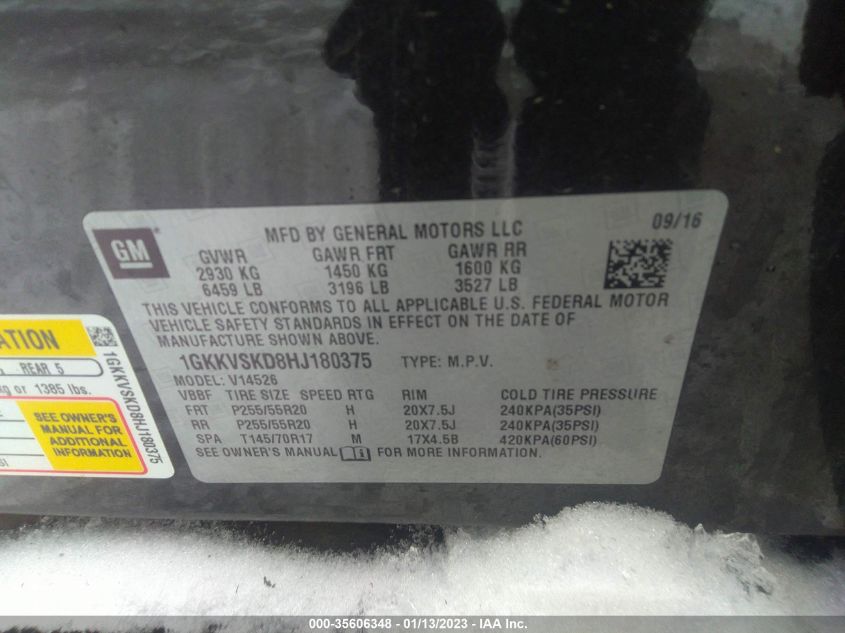 MFD BY GENERAL MOTORS LLC 09/16
GM
GVWR GAWR FRT GAWR RR
2930 KG 1450 KG 1600 KG
6459 LB 3196 LB 3527 LB
THIS VEHICLE CONFORMS TO ALL APPLICABLE U.S. FEDERAL MOTOR
VEHICLE SAFETY STANDARDS IN EFFECT ON THE DATE OF
MANUFACTURE SHOWN ABOVE.
1GKKVSKD8HJ180375 TYPE: M.P.V.
MODEL: V14526
VBBF TIRE SIZE SPEED RTG RIM COLD TIRE PRESSURE
FRT P255/55R20 H 20X7.5J 240KPA(35PSI)
RR P255/55R20 H 20X7.5J 240KPA(35PSI)
SPA T145/70R17 M 17X4.5B 420KPA(60PSI)
SEE OWNER'S MANUAL FOR MORE INFORMATION.
REAR 5
or 1385 lbs.
SEE OWNER'S
MANUAL FOR
ADDITIONAL
INFORMATION
1GKKVSKD8HJ180375
000-35606348 - 01/13/2023 - IAA Inc.